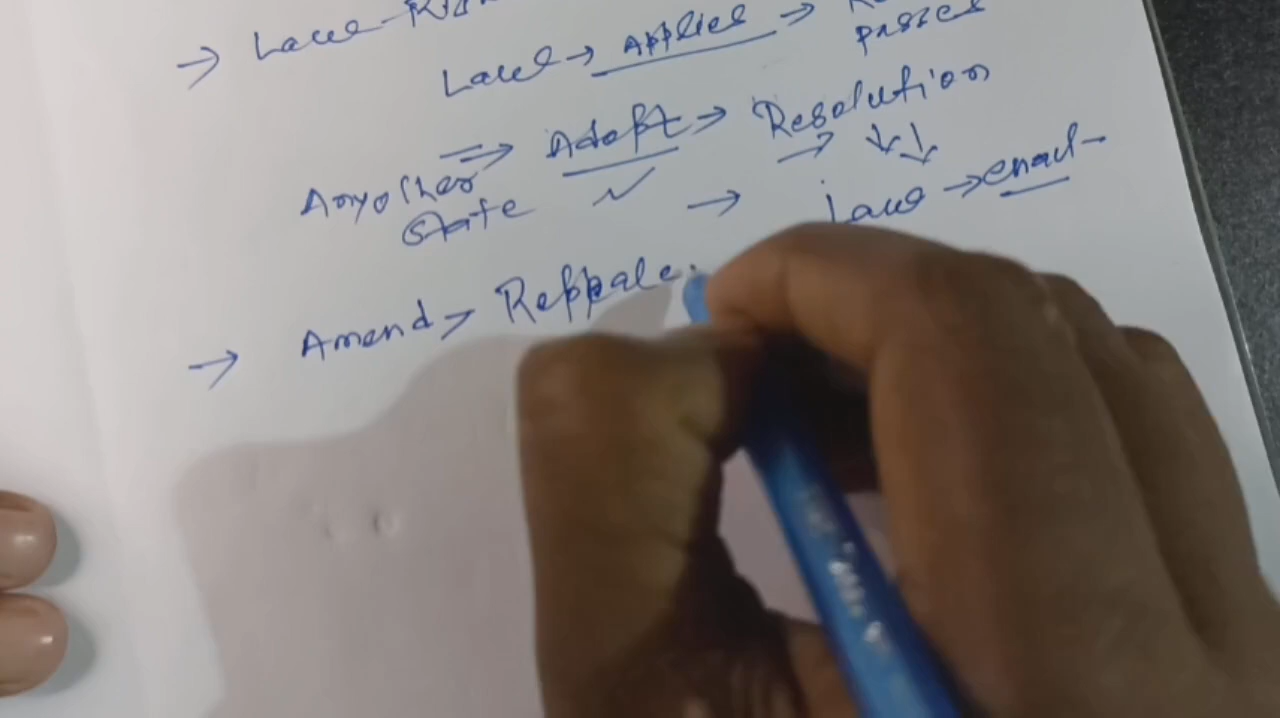 → Law -
Law → Applied →
passed
Anyother ⇒ Adopt → Resolution
State → Law → enact -
→ Amend > Reppale